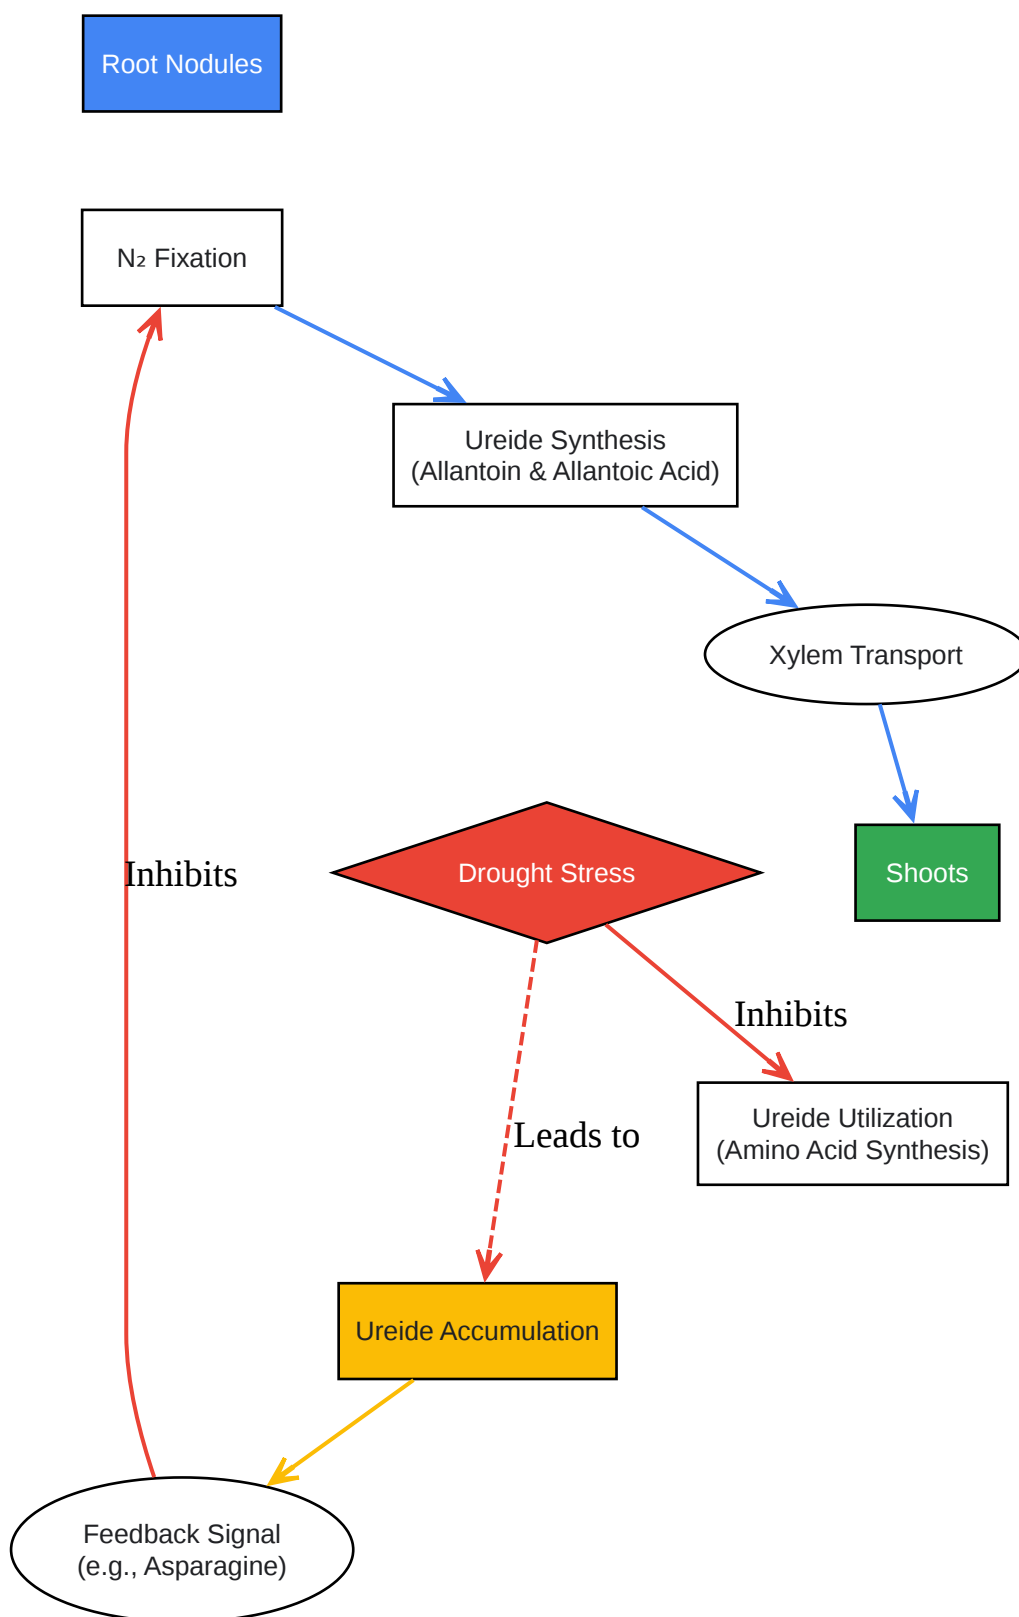 Root Nodules
N₂ Fixation
Ureide Synthesis
(Allantoin & Allantoic Acid)
Xylem Transport
Inhibits
Drought Stress
Shoots
Inhibits
Ureide Utilization
(Amino Acid Synthesis)
Leads to
Ureide Accumulation
Feedback Signal
(e.g., Asparagine)